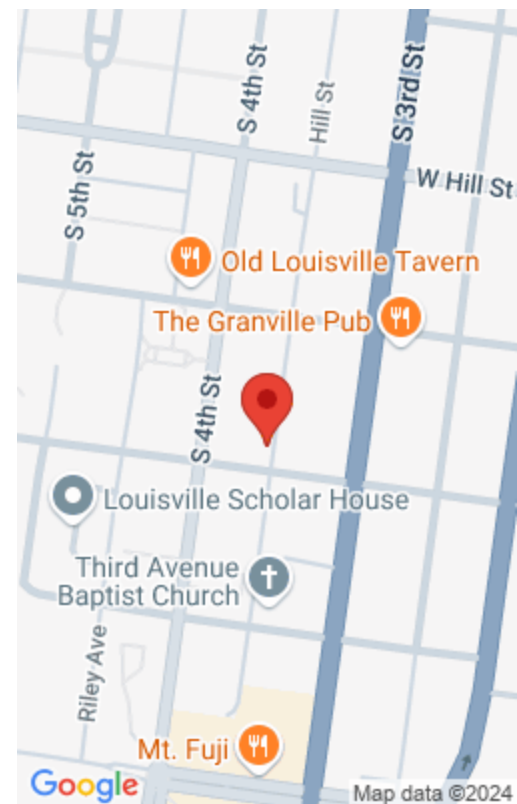 S 4th St
Hill St
S 3rd St
W Hill St
S 5th St
Old Louisville Tavern
The Granville Pub
S 4th St
Louisville Scholar House
Third Avenue
Baptist Church
Riley Ave
Mt. Fuji
Google
Map data ©2024